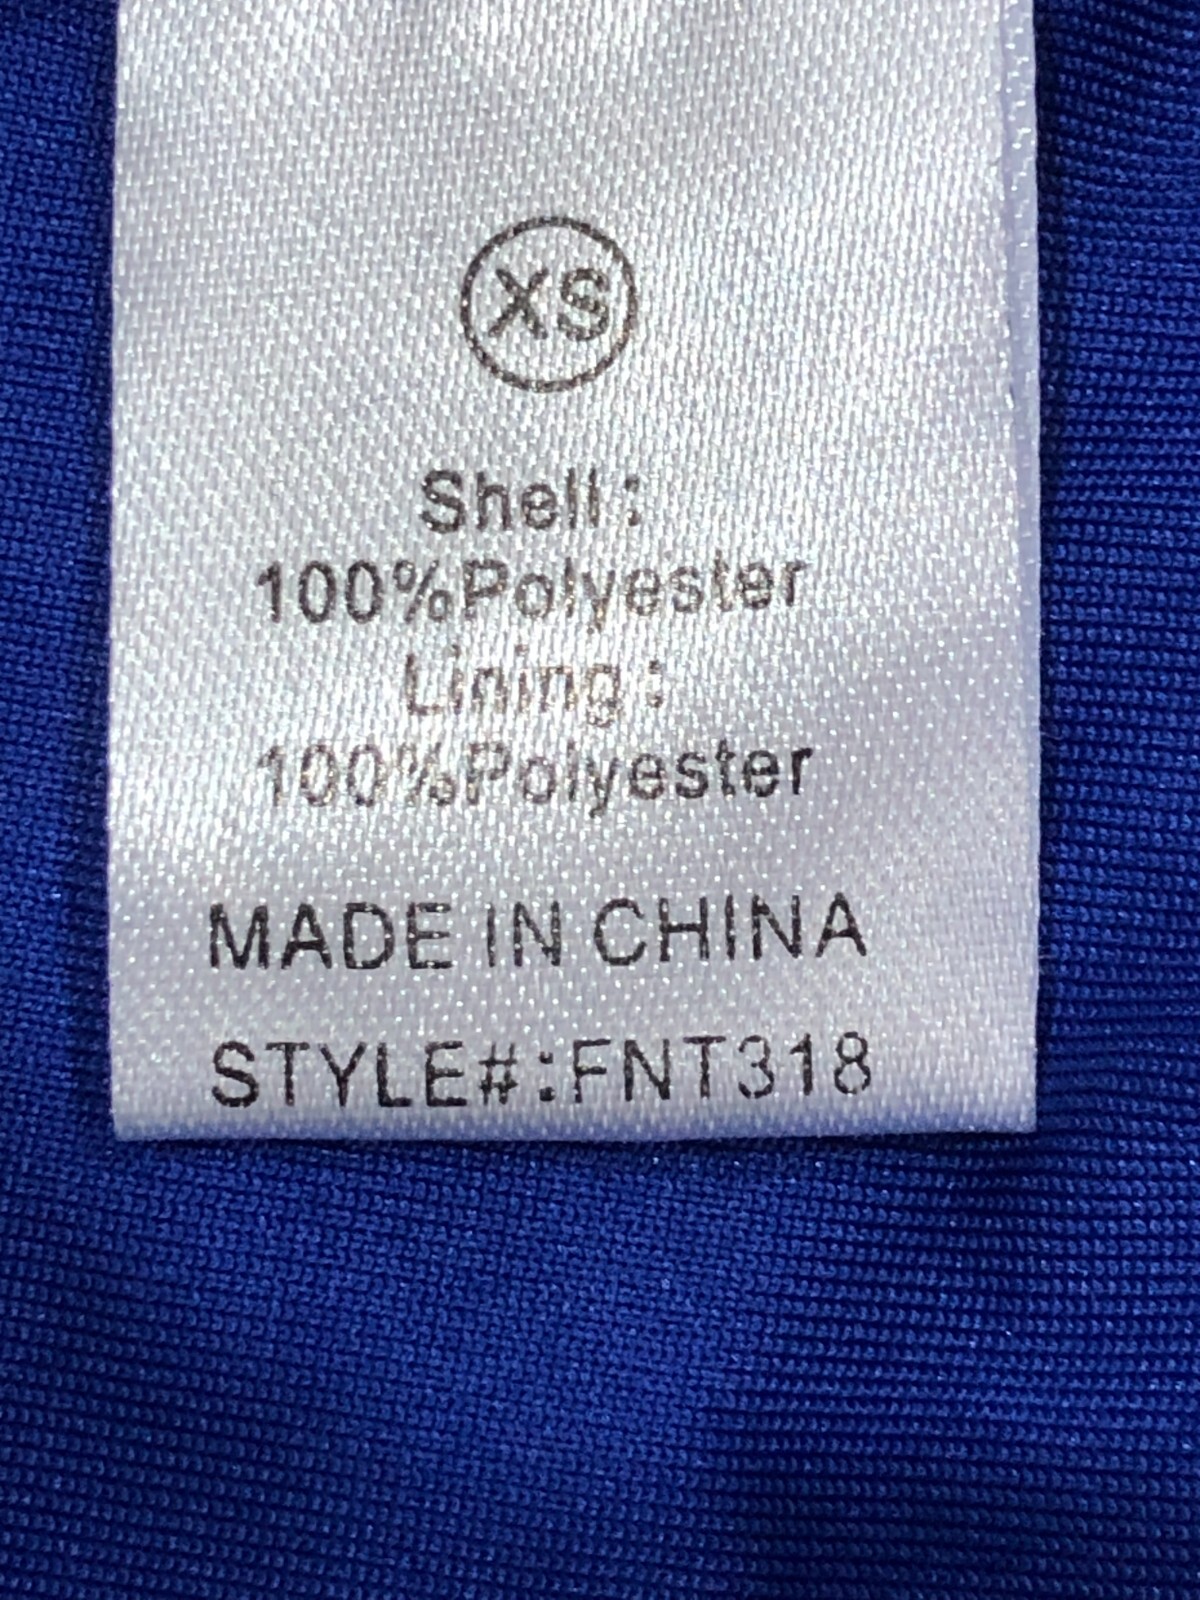 XS
Shell:
100%Polyester
Lining:
100%Polyester
MADE IN CHINA
STYLE#:FNT318